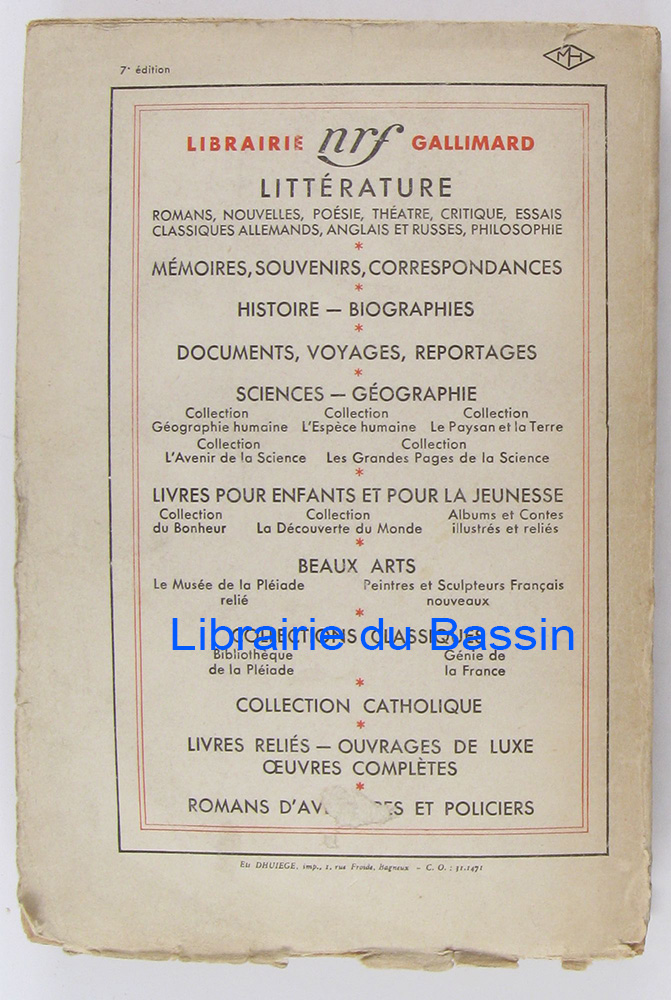 7e édition
MH
LIBRAIRIE nrf GALLIMARD
LITTÉRATURE
ROMANS, NOUVELLES, POÉSIE, THÉATRE, CRITIQUE, ESSAIS
CLASSIQUES ALLEMANDS, ANGLAIS ET RUSSES, PHILOSOPHIE
*
MÉMOIRES, SOUVENIRS, CORRESPONDANCES
*
HISTOIRE — BIOGRAPHIES
*
DOCUMENTS, VOYAGES, REPORTAGES
*
SCIENCES — GÉOGRAPHIE
Collection Collection Collection
Géographie humaine L'Espèce humaine Le Paysan et la Terre
Collection Collection
L'Avenir de la Science Les Grandes Pages de la Science
*
LIVRES POUR ENFANTS ET POUR LA JEUNESSE
Collection Collection Albums et Contes
du Bonheur La Découverte du Monde illustrés et reliés
*
BEAUX ARTS
Le Musée de la Pléiade Peintres et Sculpteurs Français
relié nouveaux
*
COLLECTIONS CLASSIQUES
Librairie du Bassin
Bibliothèque Génie de
de la Pléiade la France
*
COLLECTION CATHOLIQUE
*
LIVRES RELIÉS — OUVRAGES DE LUXE
ŒUVRES COMPLÈTES
*
ROMANS ET POLICIERS
Ets DHUIEGE, imp., 1, rue Froide, Bagneux - C. O. : 31.1471